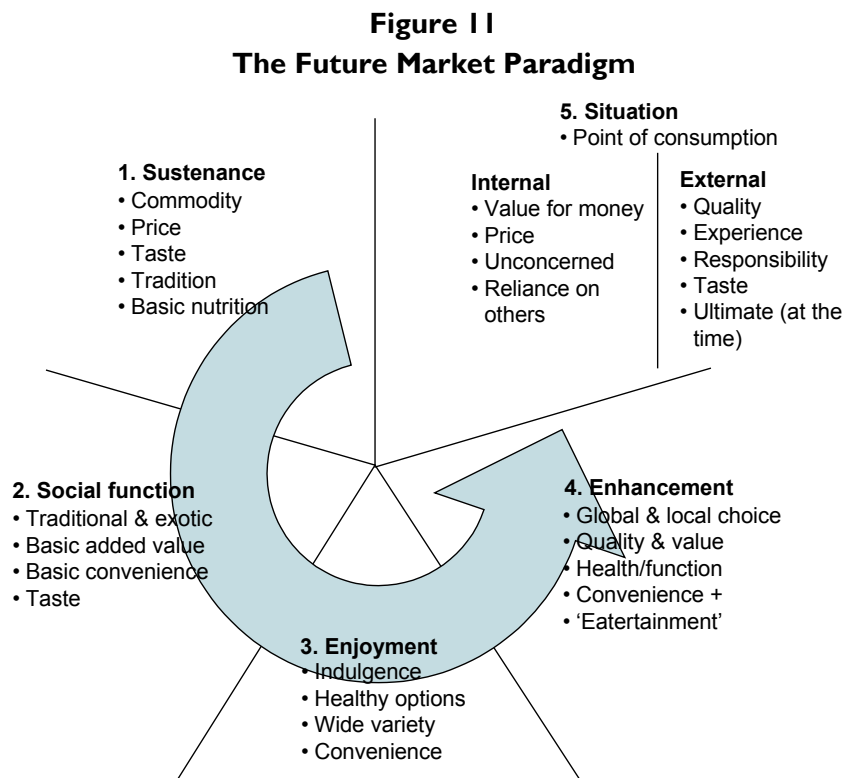 Figure 11
The Future Market Paradigm
1. Sustenance
• Commodity
• Price
• Taste
• Tradition
• Basic nutrition
2. Social function
• Traditional & exotic
• Basic added value
• Basic convenience
• Taste
3. Enjoyment
• Indulgence
• Healthy options
• Wide variety
• Convenience
4. Enhancement
• Global & local choice
• Quality & value
• Health/function
• Convenience +
• ‘Eatertainment’
5. Situation
• Point of consumption
Internal
• Value for money
• Price
• Unconcerned
• Reliance on
others
External
• Quality
• Experience
• Responsibility
• Taste
• Ultimate (at the
time)